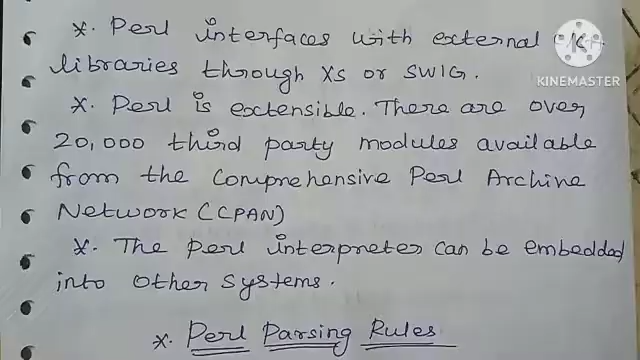 *. Perl interfaces with external C
libraries through XS or SWIG.
*. Perl is extensible. There are over
20,000 third party modules available
from the Comprehensive Perl Archive
Network (CPAN)
*. The Perl interpreter can be embedded
into other systems.
*. Perl Parsing Rules
KINEMASTER